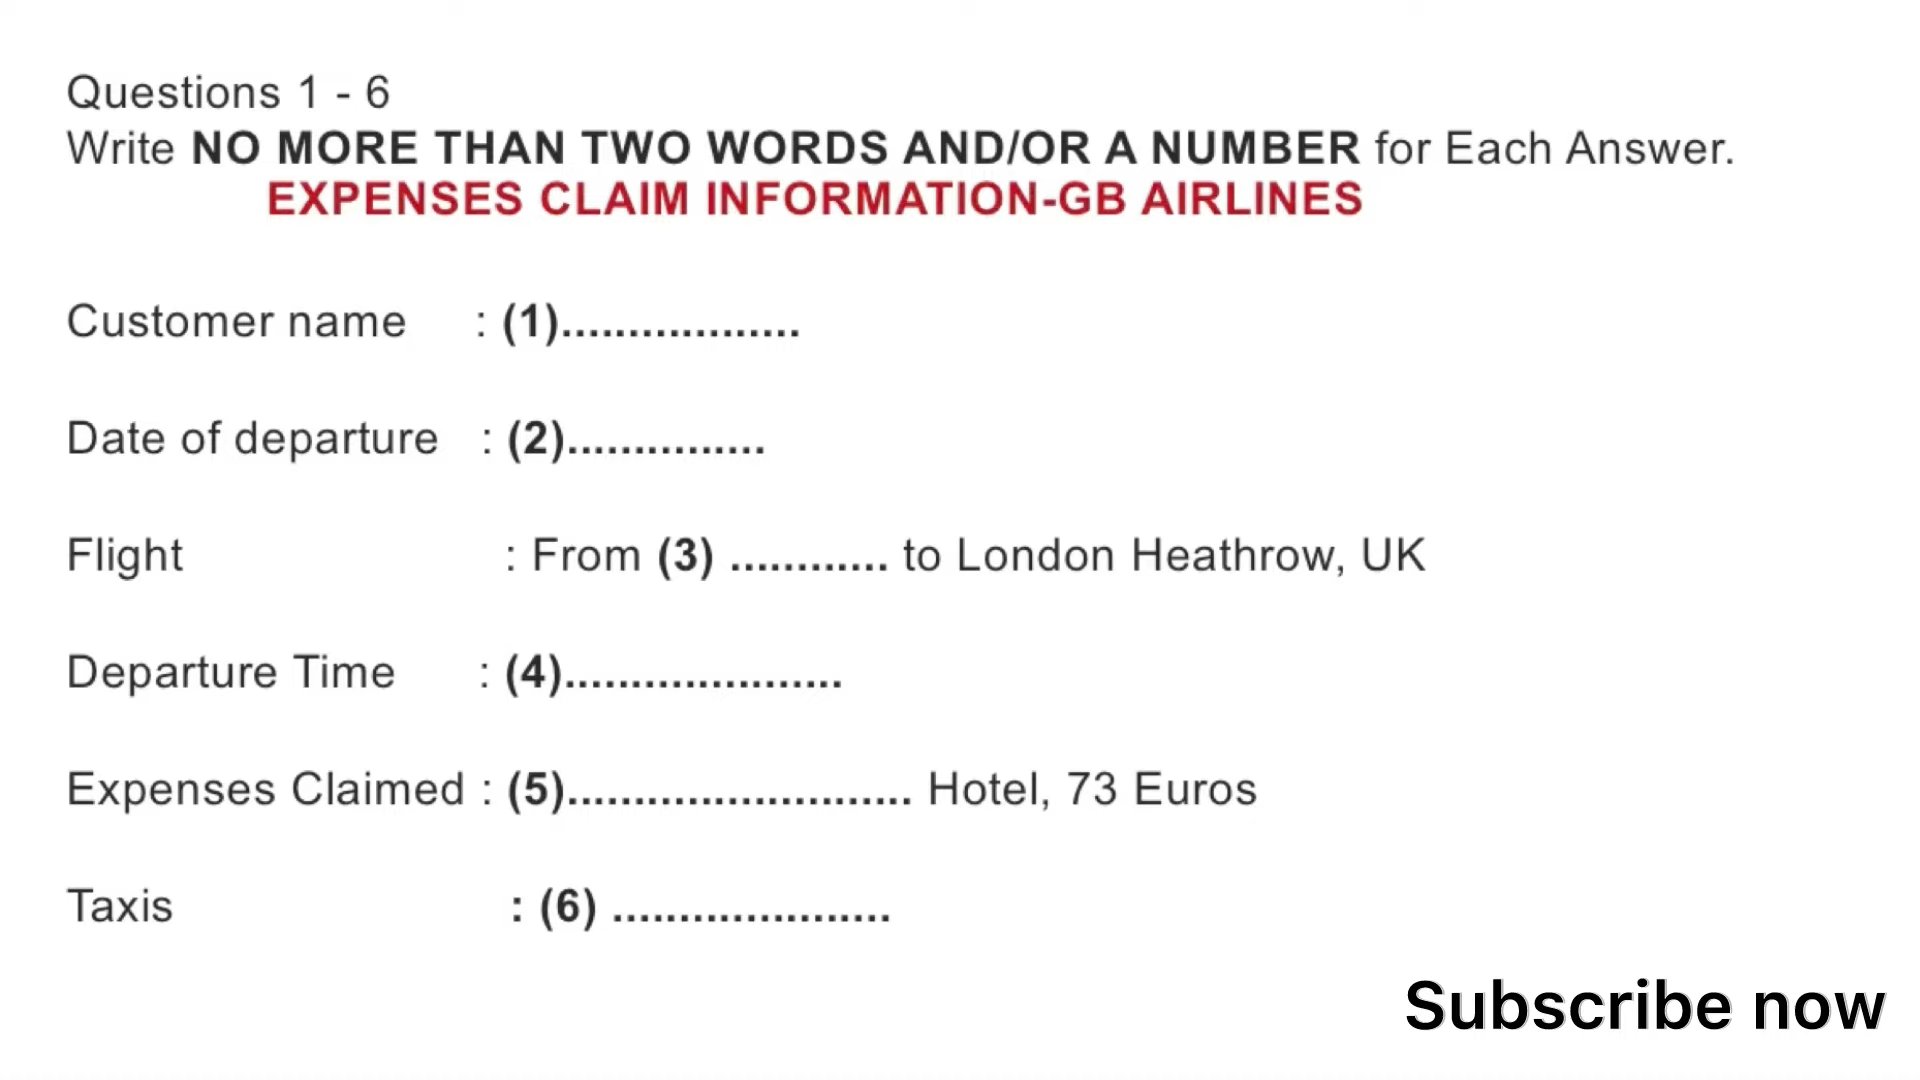 Questions 1 - 6
Write NO MORE THAN TWO WORDS AND/OR A NUMBER for Each Answer.
EXPENSES CLAIM INFORMATION-GB AIRLINES
Customer name : (1)..................
Date of departure : (2)...............
Flight : From (3) ............ to London Heathrow, UK
Departure Time : (4).....................
Expenses Claimed : (5).......................... Hotel, 73 Euros
Taxis : (6) .....................
Subscribe now